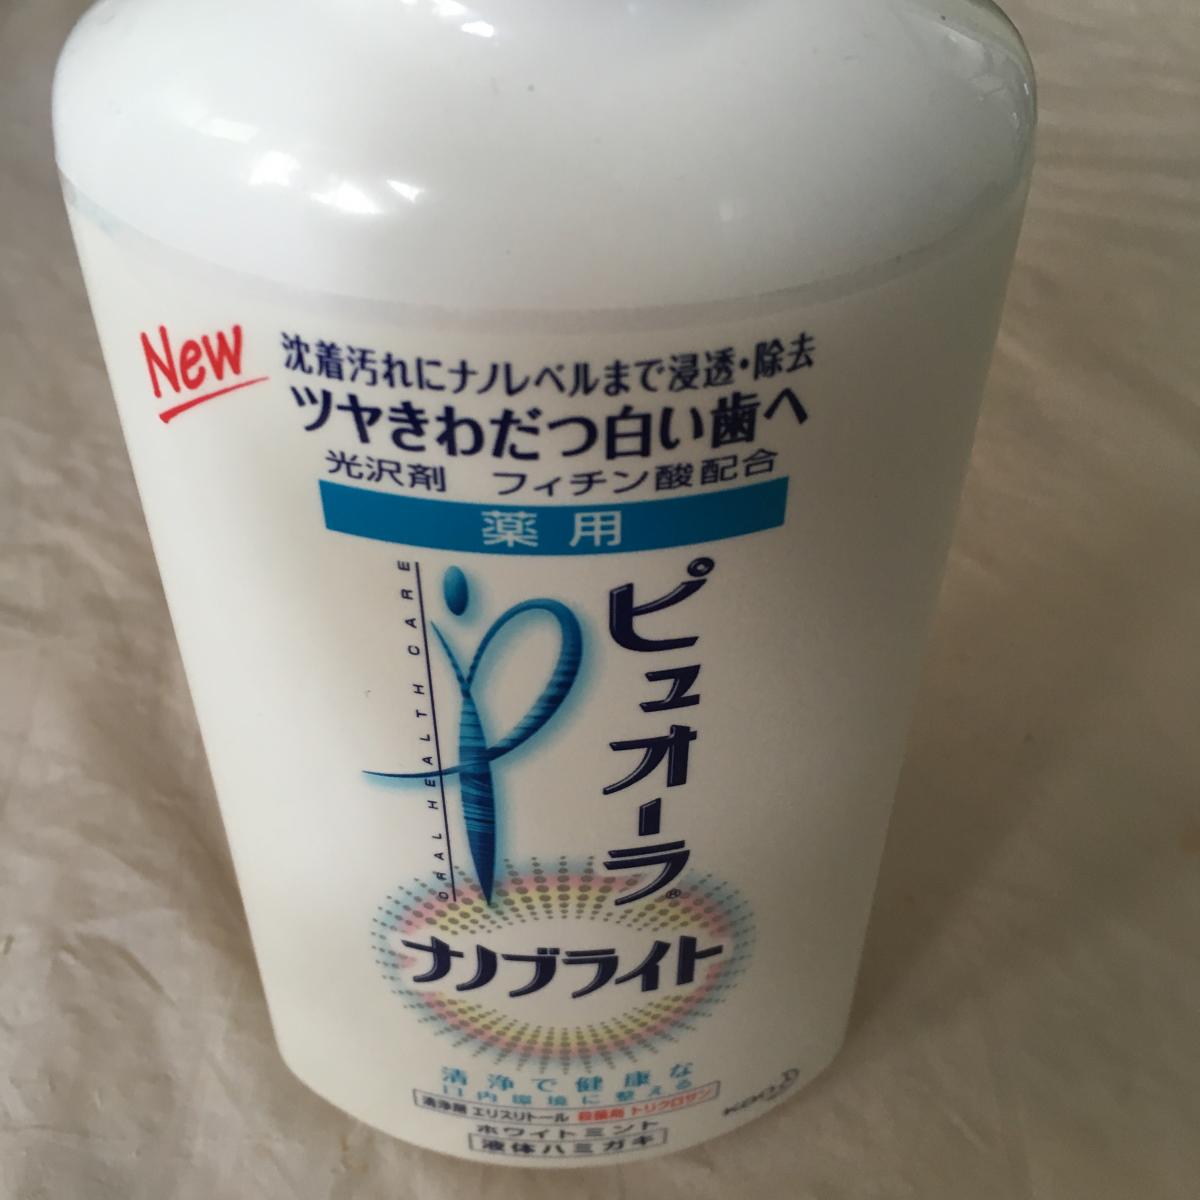 New
沈着汚れにナノレベルまで浸透・除去
ツヤきわだつ白い歯へ
光沢剤 フィチン酸配合
薬用
ORAL HEALTH CARE
ピュオーラ®
ナノブライト
清浄で健康な
口内環境に整える
清浄剤 エリスリトール 殺菌剤 トリクロサン
ホワイトミント
液体ハミガキ
Kao